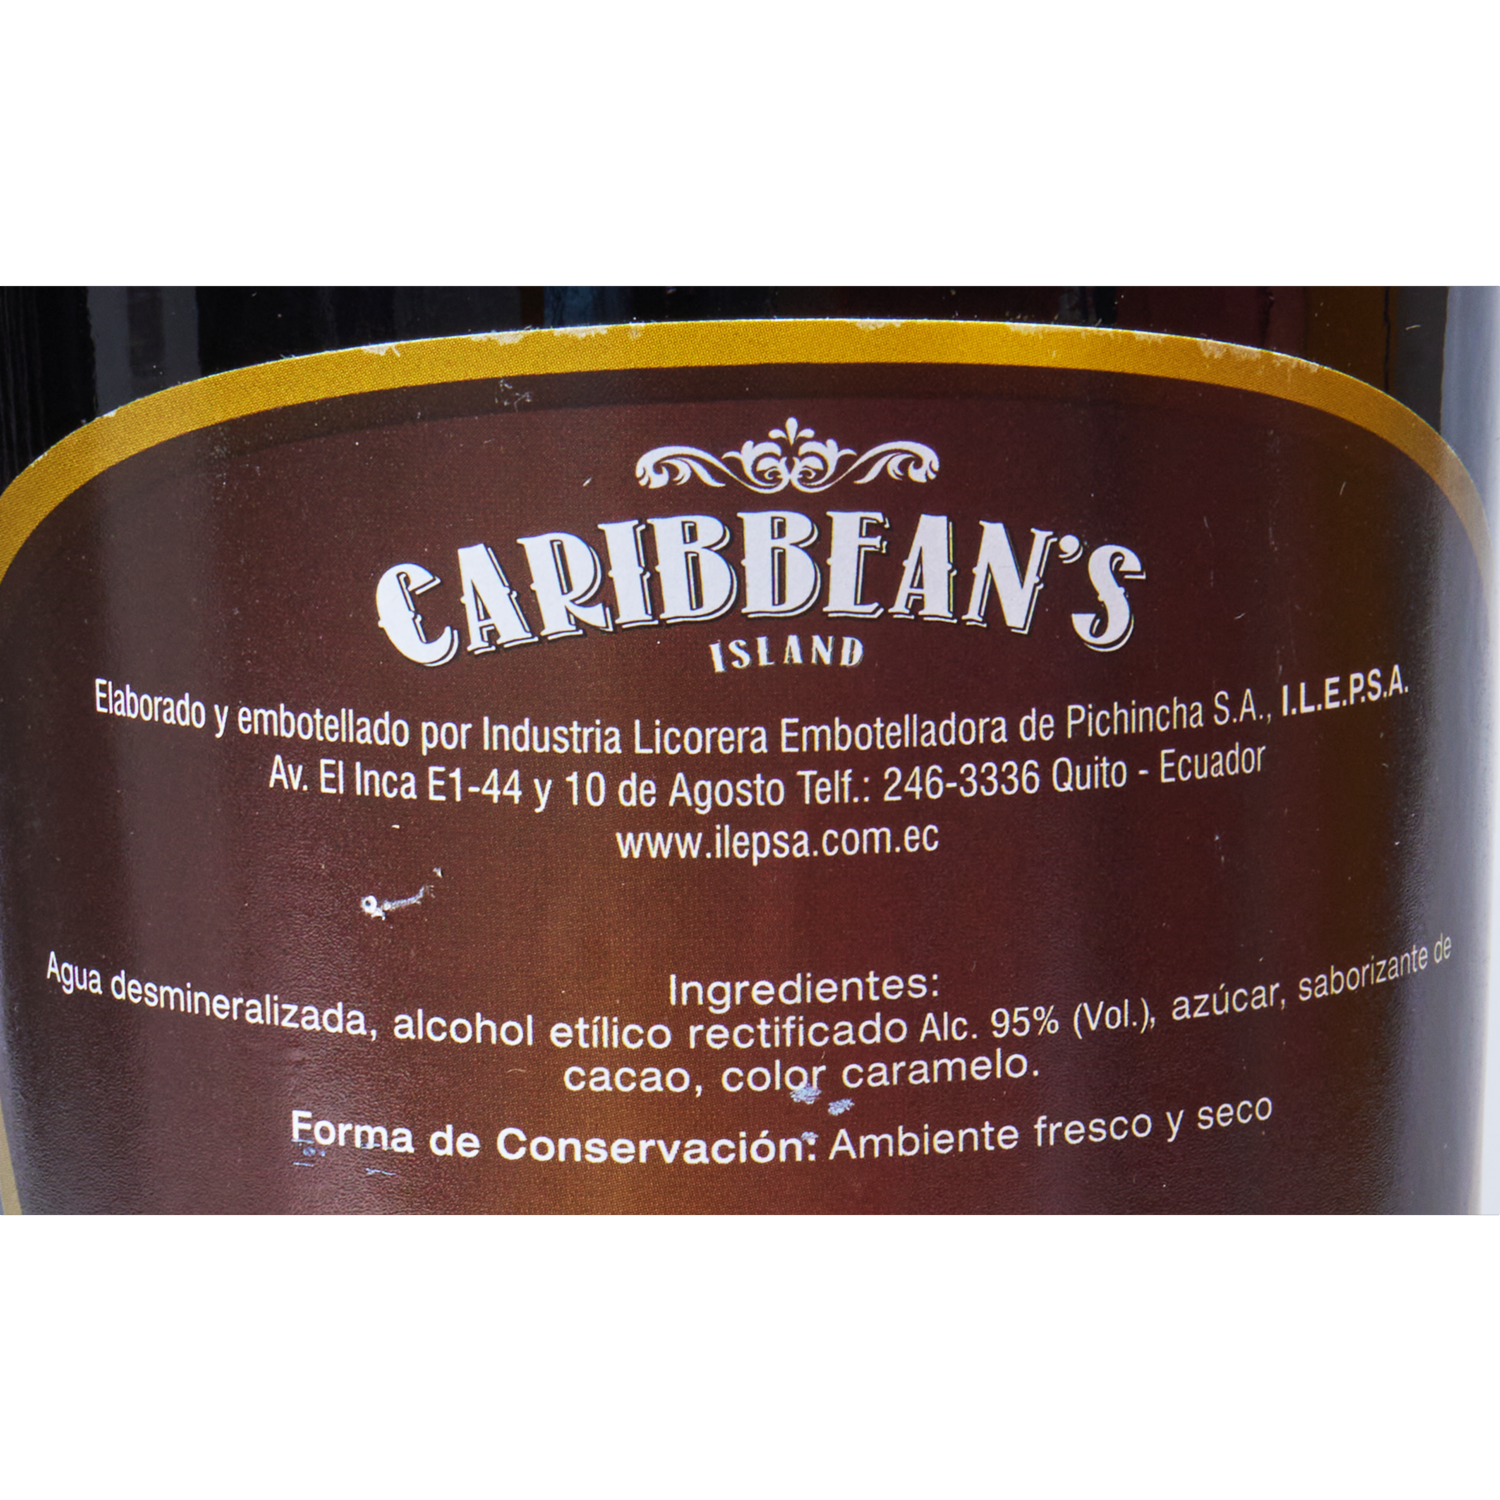 CARIBBEAN'S
ISLAND
Elaborado y embotellado por Industria Licorera Embotelladora de Pichincha S.A., I.L.E.P.S.A.
Av. El Inca E1-44 y 10 de Agosto Telf.: 246-3336 Quito - Ecuador
www.ilepsa.com.ec
Ingredientes:
Agua desmineralizada, alcohol etílico rectificado Alc. 95% (Vol.), azúcar, saborizante de
cacao, color caramelo.
Forma de Conservación: Ambiente fresco y seco